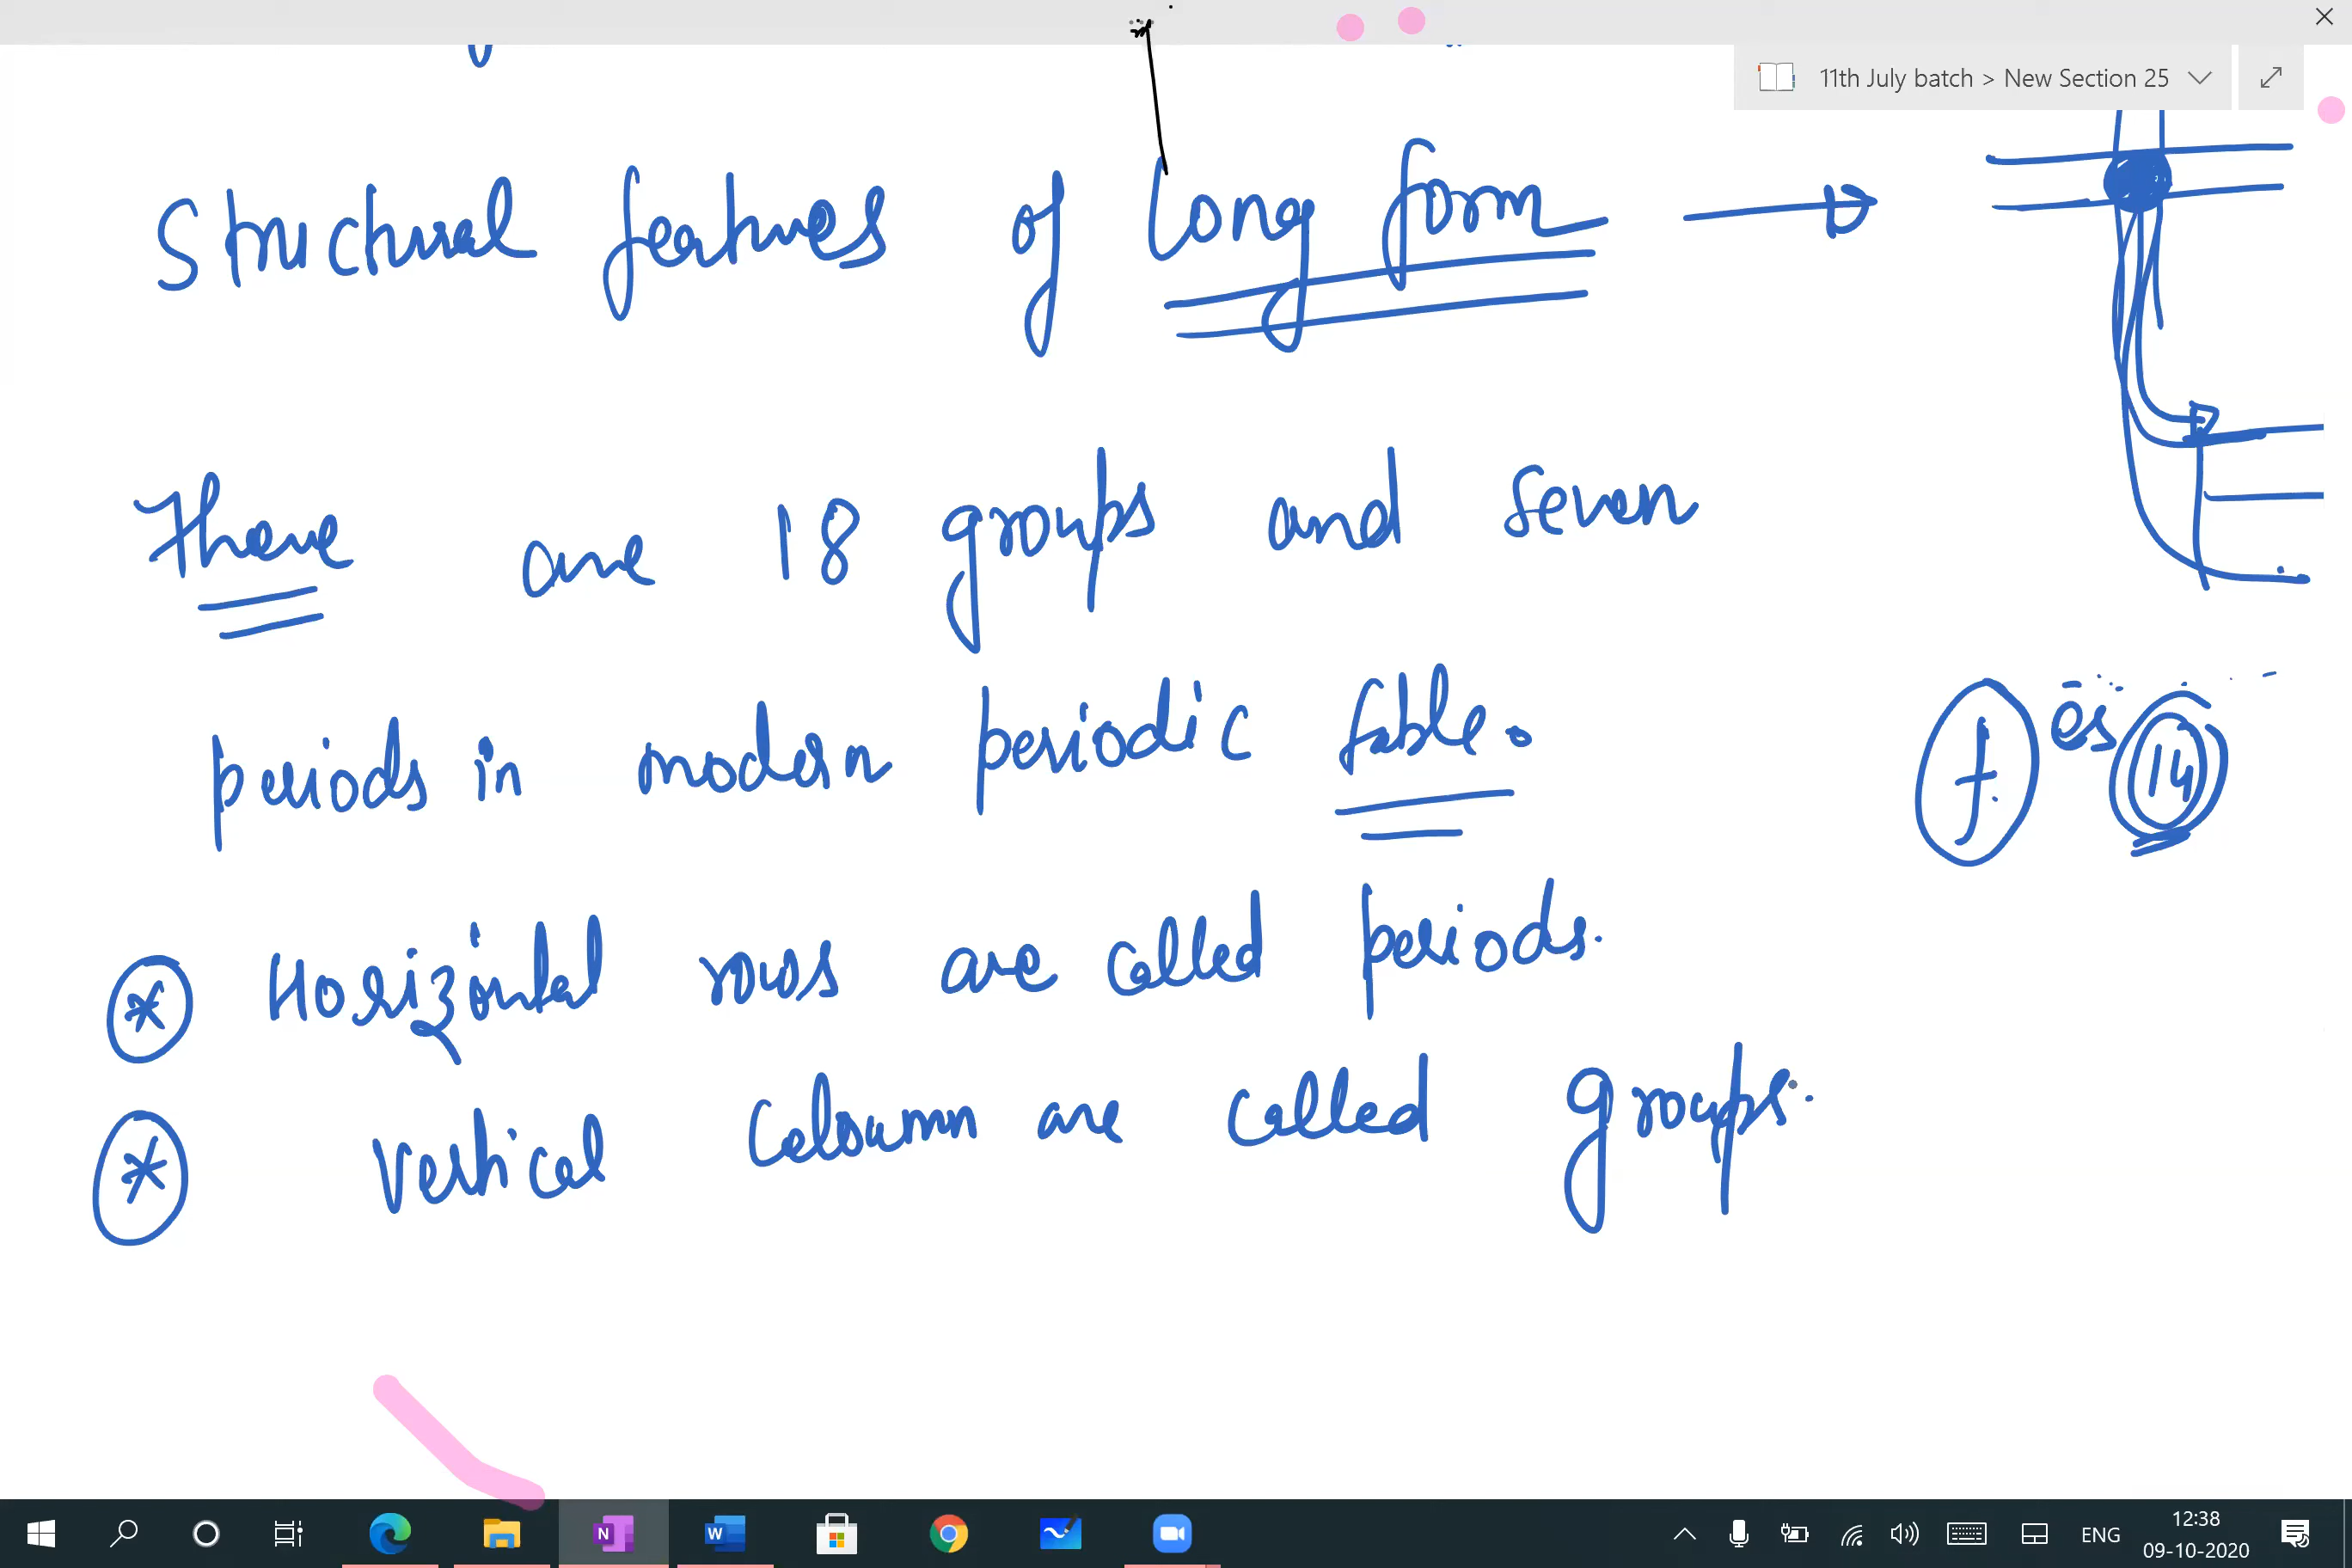 11th July batch > New Section 25
Structural features of long form
There are 18 groups and seven
periods in modern periodic table.
f es 14
* Horizontal rows are called periods.
* Vertical column are called groups.
ENG
12:38
09-10-2020